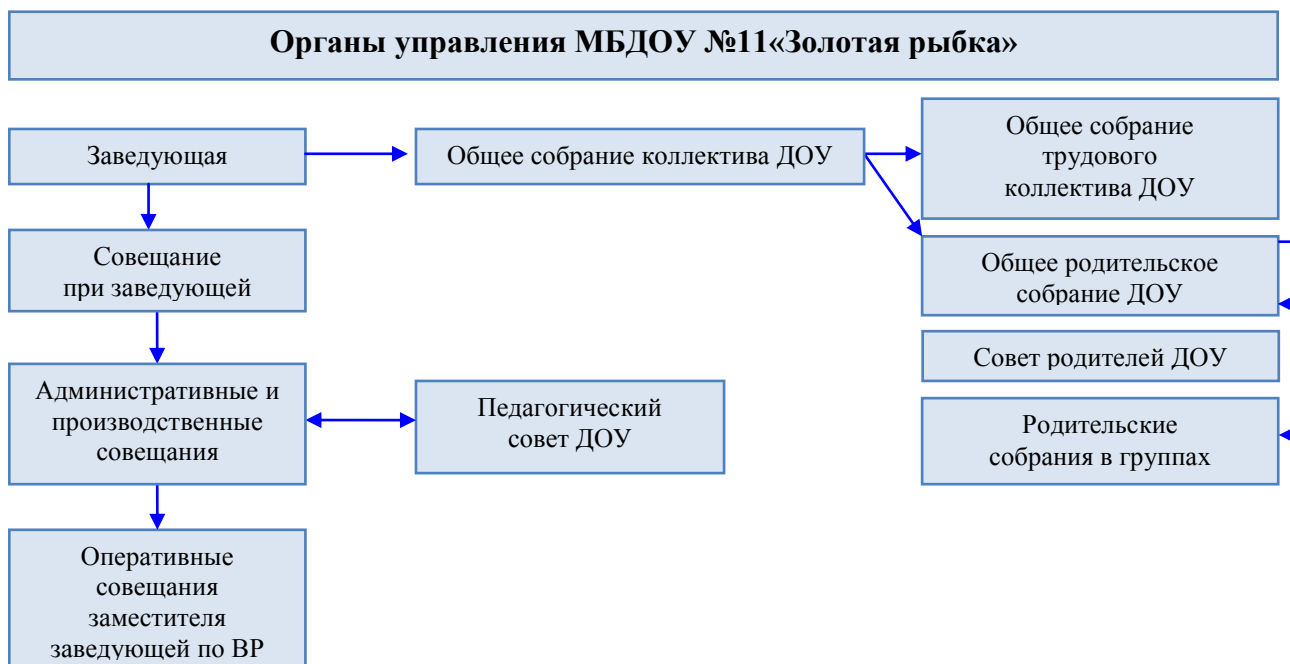 Органы управления МБДОУ №11«Золотая рыбка»
Заведующая
Общее собрание коллектива ДОУ
Общее собрание
трудового
коллектива ДОУ
Совещание
при заведующей
Общее родительское
собрание ДОУ
Совет родителей ДОУ
Административные и
производственные
совещания
Педагогический
совет ДОУ
Родительские
собрания в группах
Оперативные
совещания
заместителя
заведующей по ВР